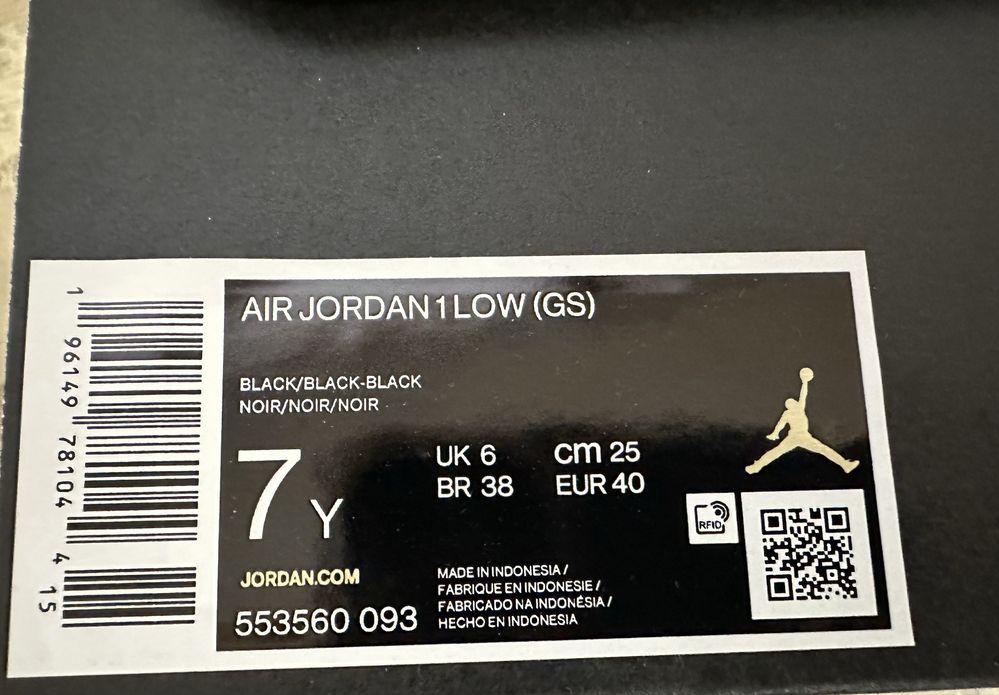 AIR JORDAN 1 LOW (GS)
BLACK/BLACK-BLACK
NOIR/NOIR/NOIR
7 Y
UK 6
cm 25
BR 38
EUR 40
RFID
JORDAN.COM
553560 093
MADE IN INDONESIA /
FABRIQUE EN INDONESIE /
FABRICADO NA INDONÉSIA /
HECHO EN INDONESIA
1 96149 78104 4 15